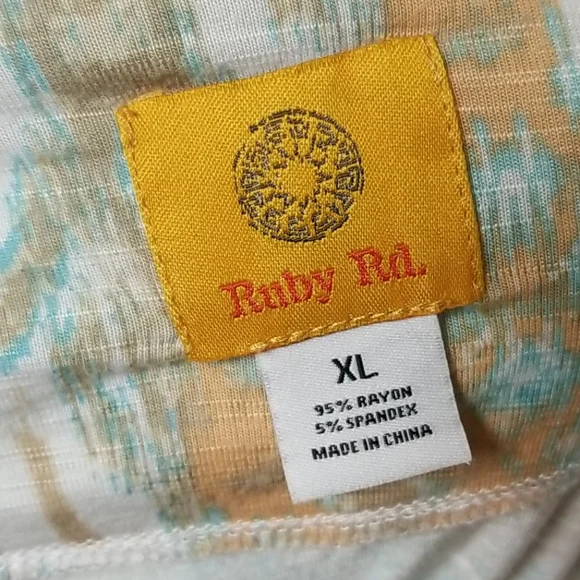 Ruby Rd.
XL
95% RAYON
5% SPANDEX
MADE IN CHINA